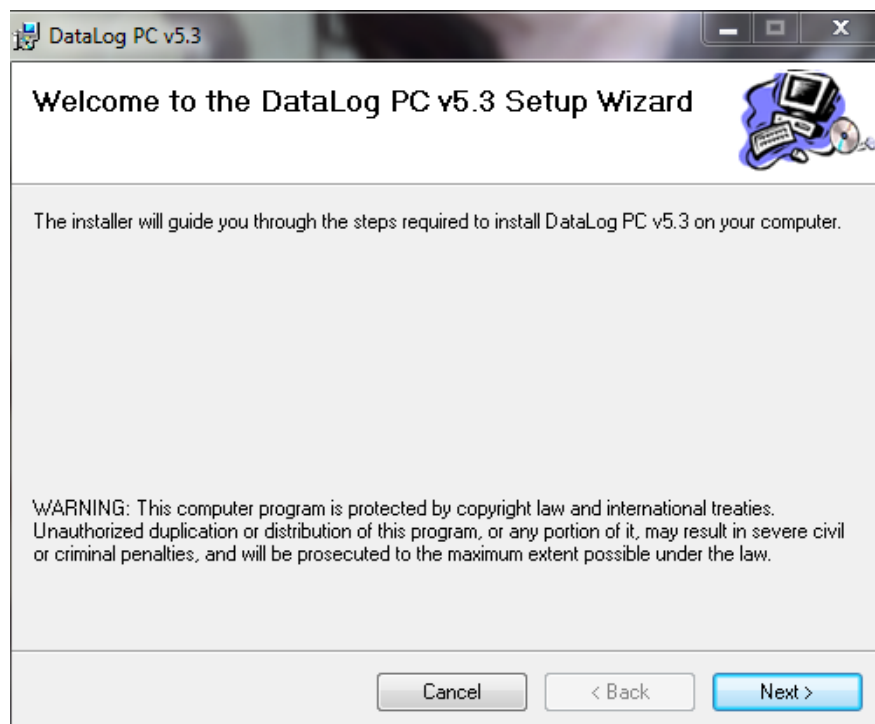 DataLog PC v5.3
Welcome to the DataLog PC v5.3 Setup Wizard
The installer will guide you through the steps required to install DataLog PC v5.3 on your computer.
WARNING: This computer program is protected by copyright law and international treaties.
Unauthorized duplication or distribution of this program, or any portion of it, may result in severe civil
or criminal penalties, and will be prosecuted to the maximum extent possible under the law.
Cancel
< Back
Next >